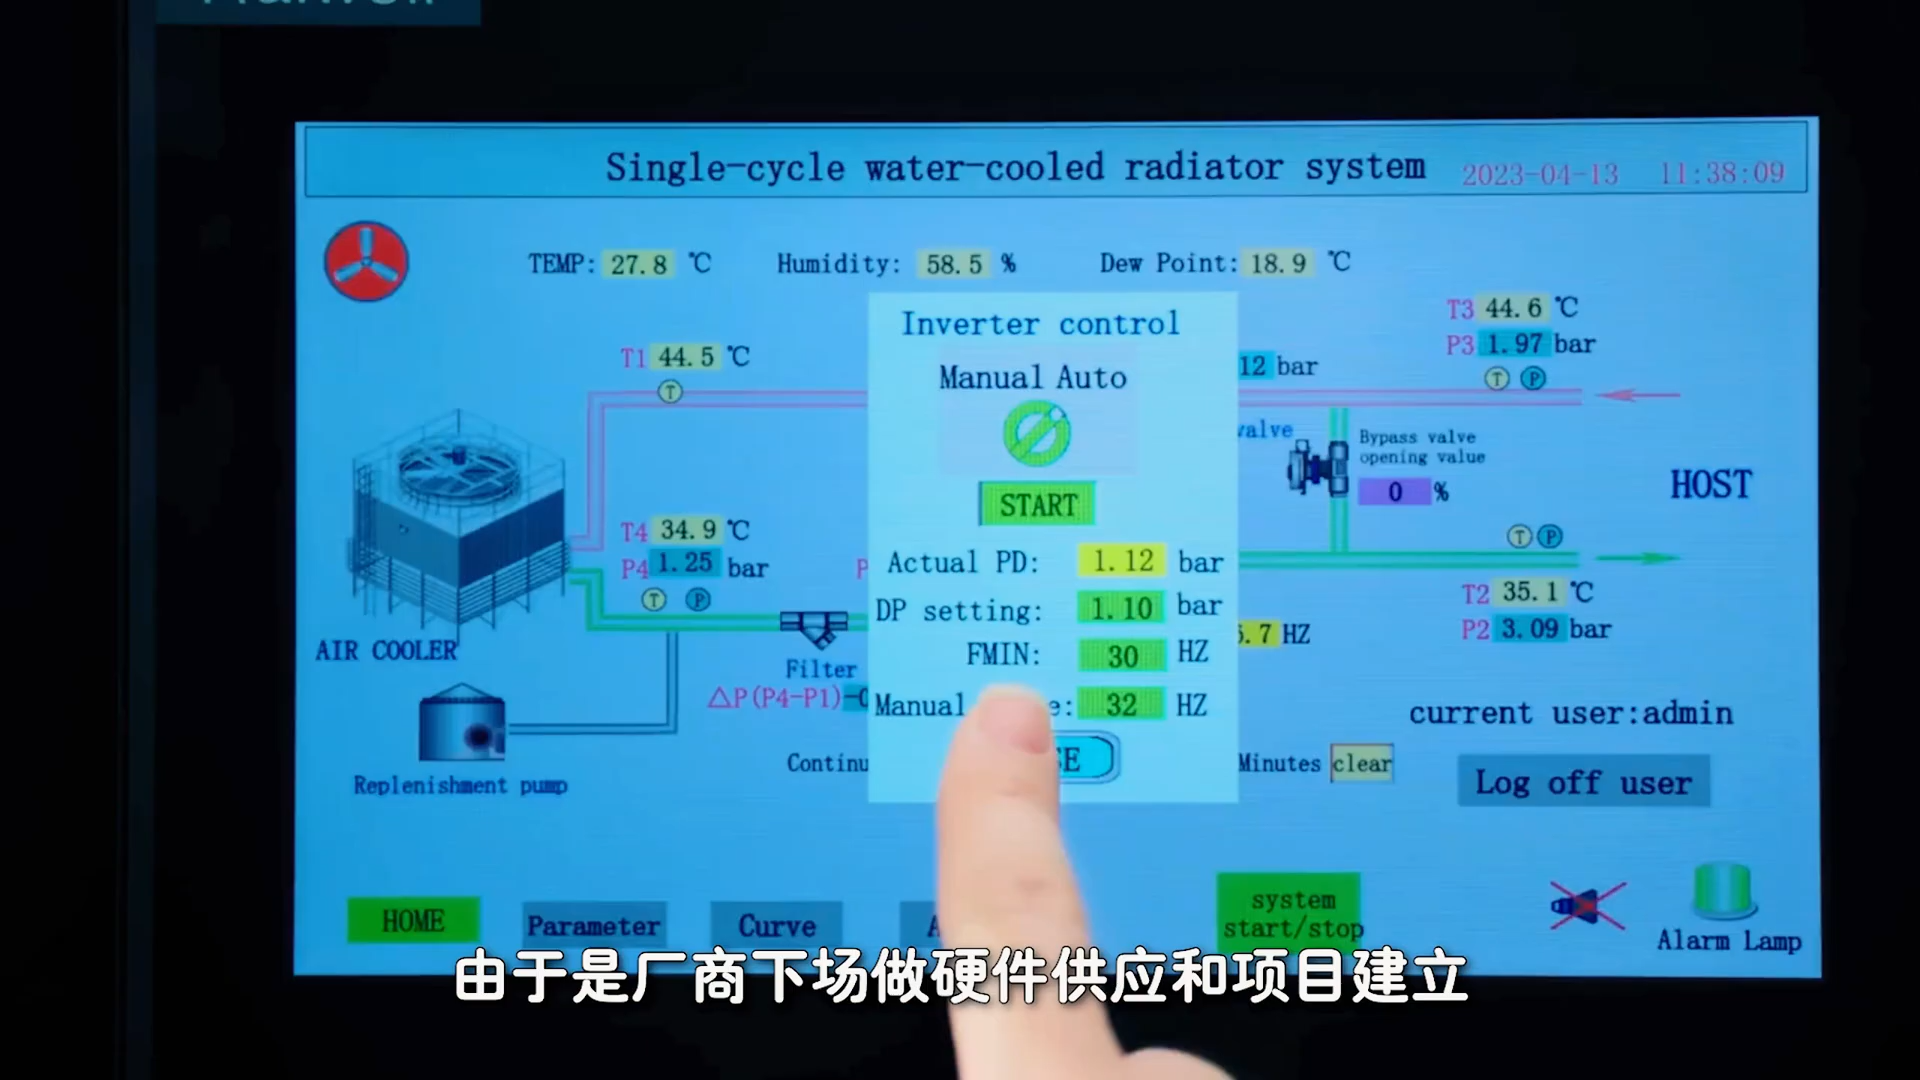 Single-cycle water-cooled radiator system 2023-04-13 11:38:09
TEMP: 27.8 ℃ Humidity: 58.5 % Dew Point: 18.9 ℃
Inverter control
Manual Auto
START
Actual PD: 1.12 bar
DP setting: 1.10 bar
FMIN: 30 HZ
Manual 32 HZ
T1 44.5 ℃
T
T4 34.9 ℃
P4 1.25 bar
T P
AIR COOLER
Filter
△P(P4-P1)
Replenishment pump
12 bar
T3 44.6 ℃
P3 1.97 bar
T P
valve
Bypass valve
opening value
0 %
HOST
T P
T2 35.1 ℃
P2 3.09 bar
.7 HZ
current user:admin
Minutes clear
Log off user
HOME Parameter Curve
system
start/stop
Alarm Lamp
由于是厂商下场做硬件供应和项目建立